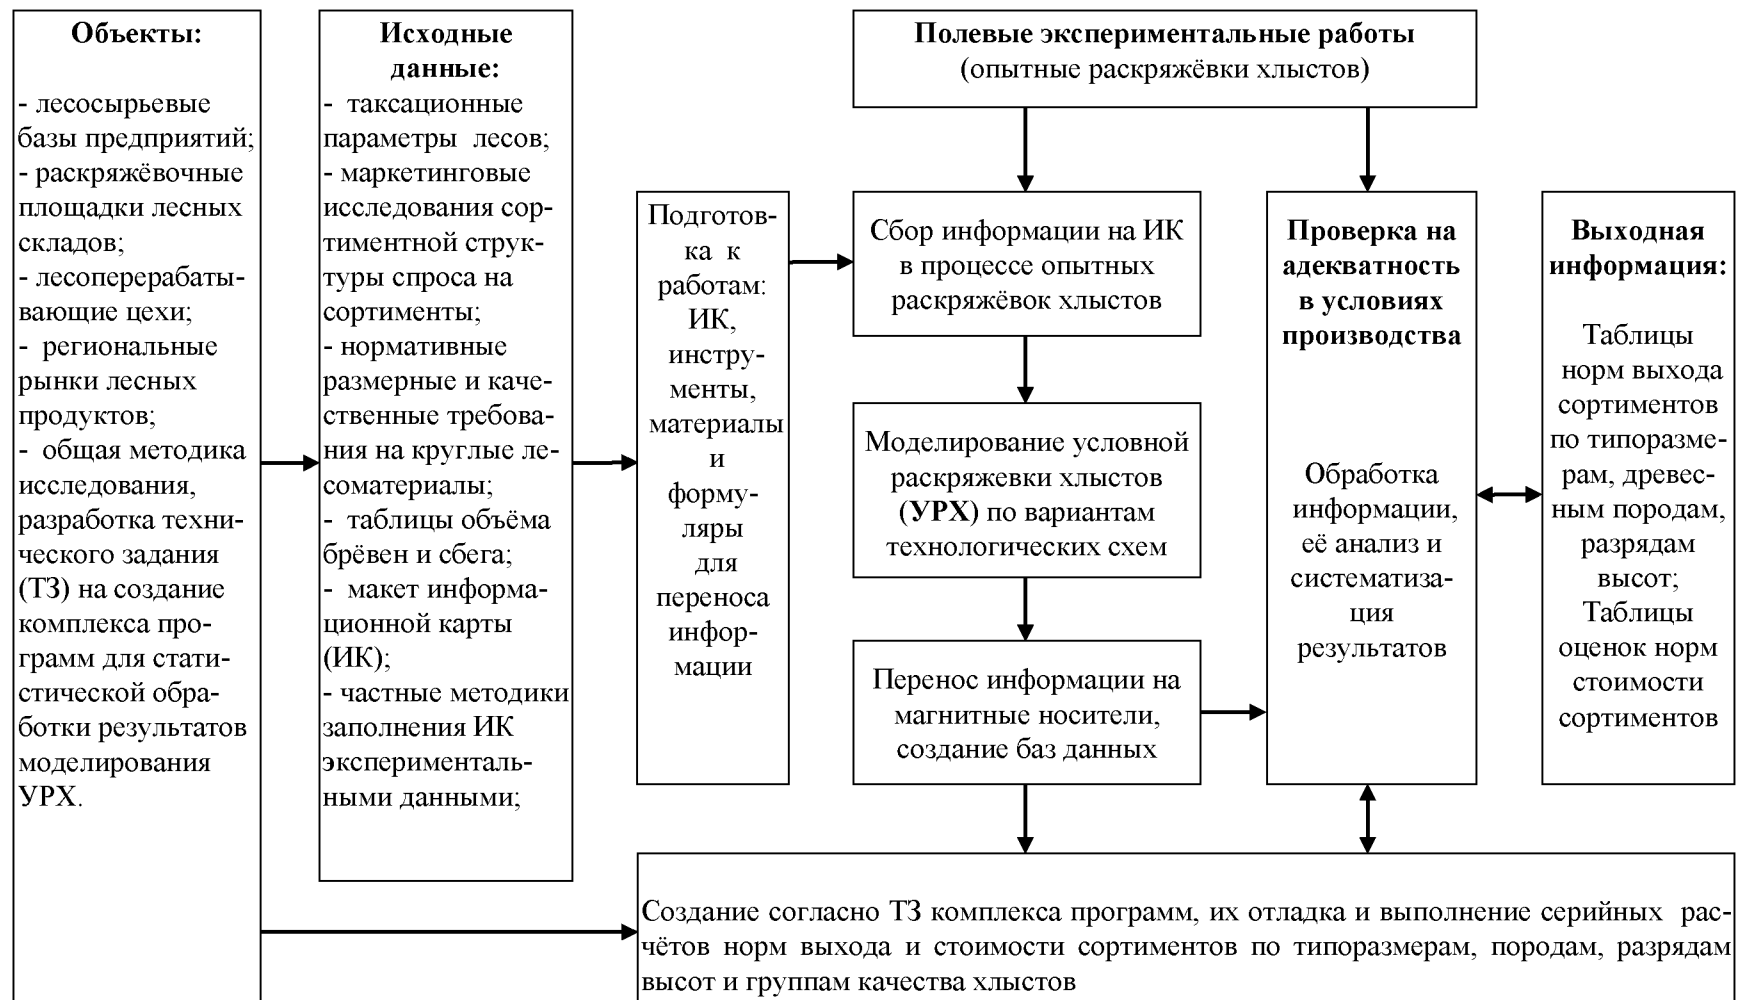 Объекты:
- лесосырьевые
базы предприятий;
- раскряжёвочные
площадки лесных
складов;
- лесоперерабаты-
вающие цехи;
- региональные
рынки лесных
продуктов;
- общая методика
исследования,
разработка техни-
ческого задания
(ТЗ) на создание
комплекса про-
грамм для стати-
стической обра-
ботки результатов
моделирования
УРХ.
Исходные
данные:
- таксационные
параметры лесов;
- маркетинговые
исследования сор-
тиментной струк-
туры спроса на
сортименты;
- нормативные
размерные и каче-
ственные требова-
ния на круглые ле-
соматериалы;
- таблицы объёма
брёвен и сбега;
- макет информа-
ционной карты
(ИК);
- частные методики
заполнения ИК
эксперименталь-
ными данными;
Подготов-
ка к
работам:
ИК,
инстру-
менты,
материалы
и
форму-
ляры
для
переноса
инфор-
мации
Полевые экспериментальные работы
(опытные раскряжёвки хлыстов)
Сбор информации на ИК
в процессе опытных
раскряжёвок хлыстов
Моделирование условной
раскряжевки хлыстов
(УРХ) по вариантам
технологических схем
Перенос информации на
магнитные носители,
создание баз данных
Проверка на
адекватность
в условиях
производства
Обработка
информации,
её анализ и
систематиза-
ция
результатов
Выходная
информация:
Таблицы
норм выхода
сортиментов
по типоразме-
рам, древес-
ным породам,
разрядам
высот;
Таблицы
оценок норм
стоимости
сортиментов
Создание согласно ТЗ комплекса программ, их отладка и выполнение серийных рас-
чётов норм выхода и стоимости сортиментов по типоразмерам, породам, разрядам
высот и группам качества хлыстов